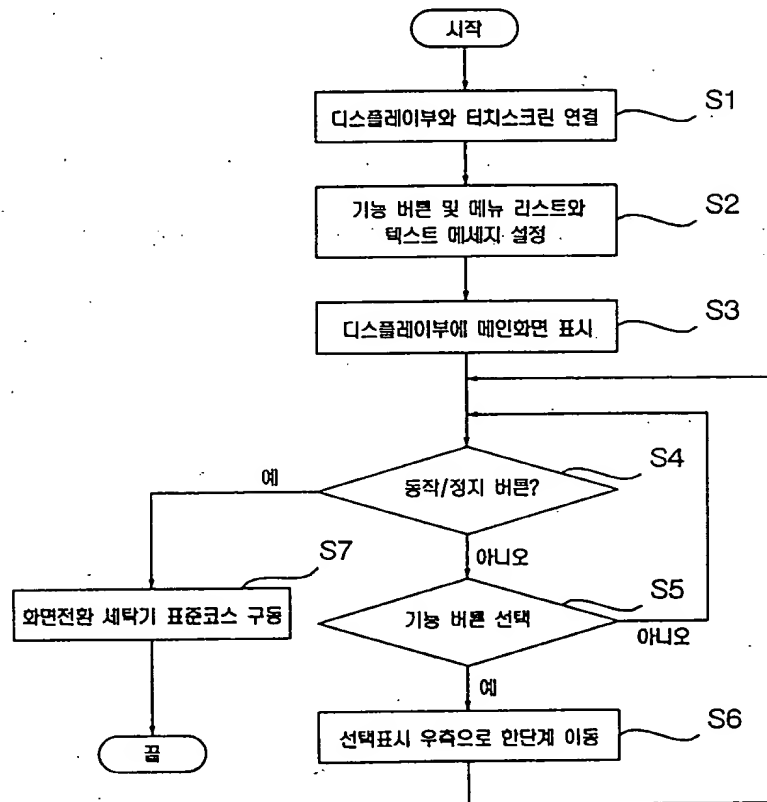 시작
디스플레이부와 터치스크린 연결
S1
기능 버튼 및 메뉴 리스트와
텍스트 메세지 설정
S2
디스플레이부에 메인화면 표시
S3
동작/정지 버튼?
S4
예
아니오
화면전환 세탁기 표준코스 구동
S7
기능 버튼 선택
S5
아니오
예
선택표시 우측으로 한단계 이동
S6
끝